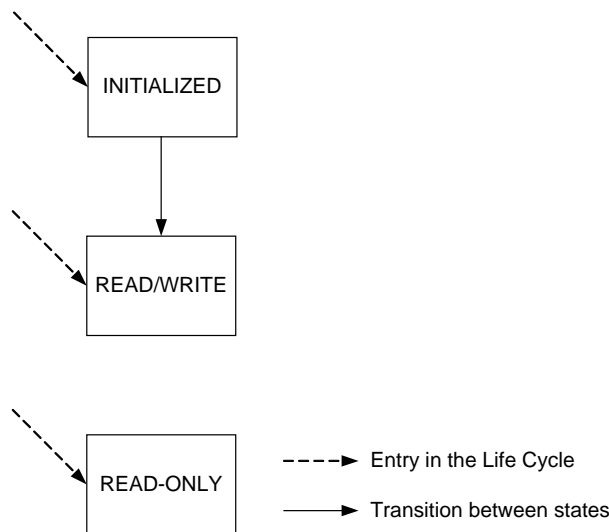 INITIALIZED
READ/WRITE
READ-ONLY
Entry in the Life Cycle
Transition between states